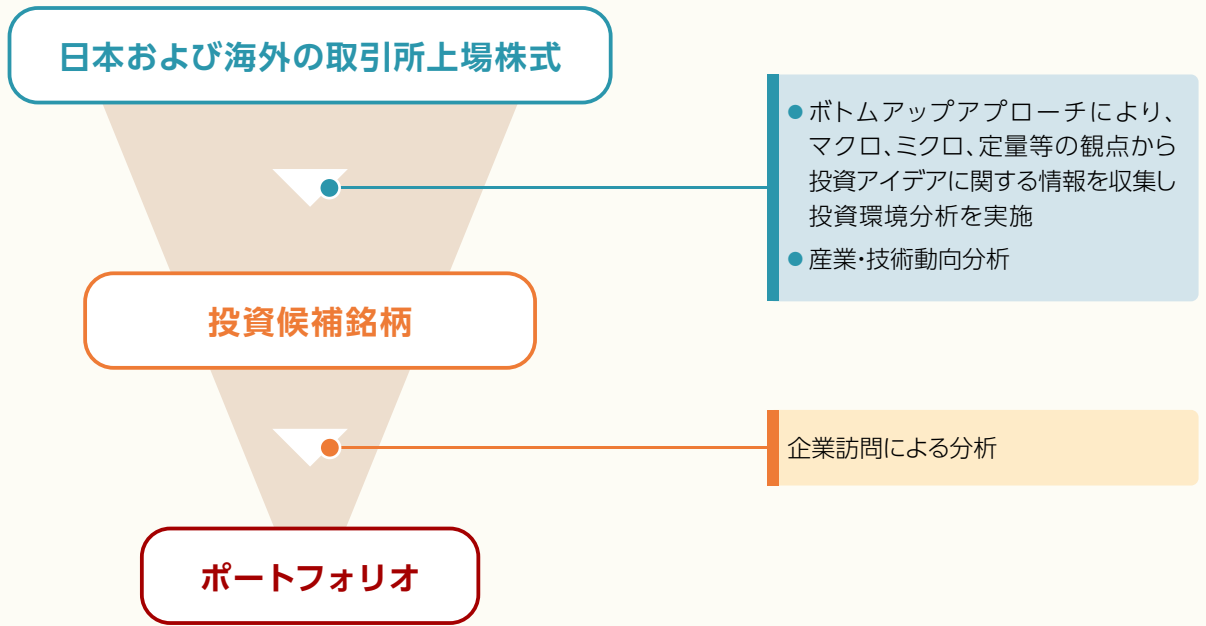 日本および海外の取引所上場株式
● ボトムアップアプローチにより、
マクロ、ミクロ、定量等の観点から
投資アイデアに関する情報を収集し
投資環境分析を実施
● 産業・技術動向分析
投資候補銘柄
企業訪問による分析
ポートフォリオ